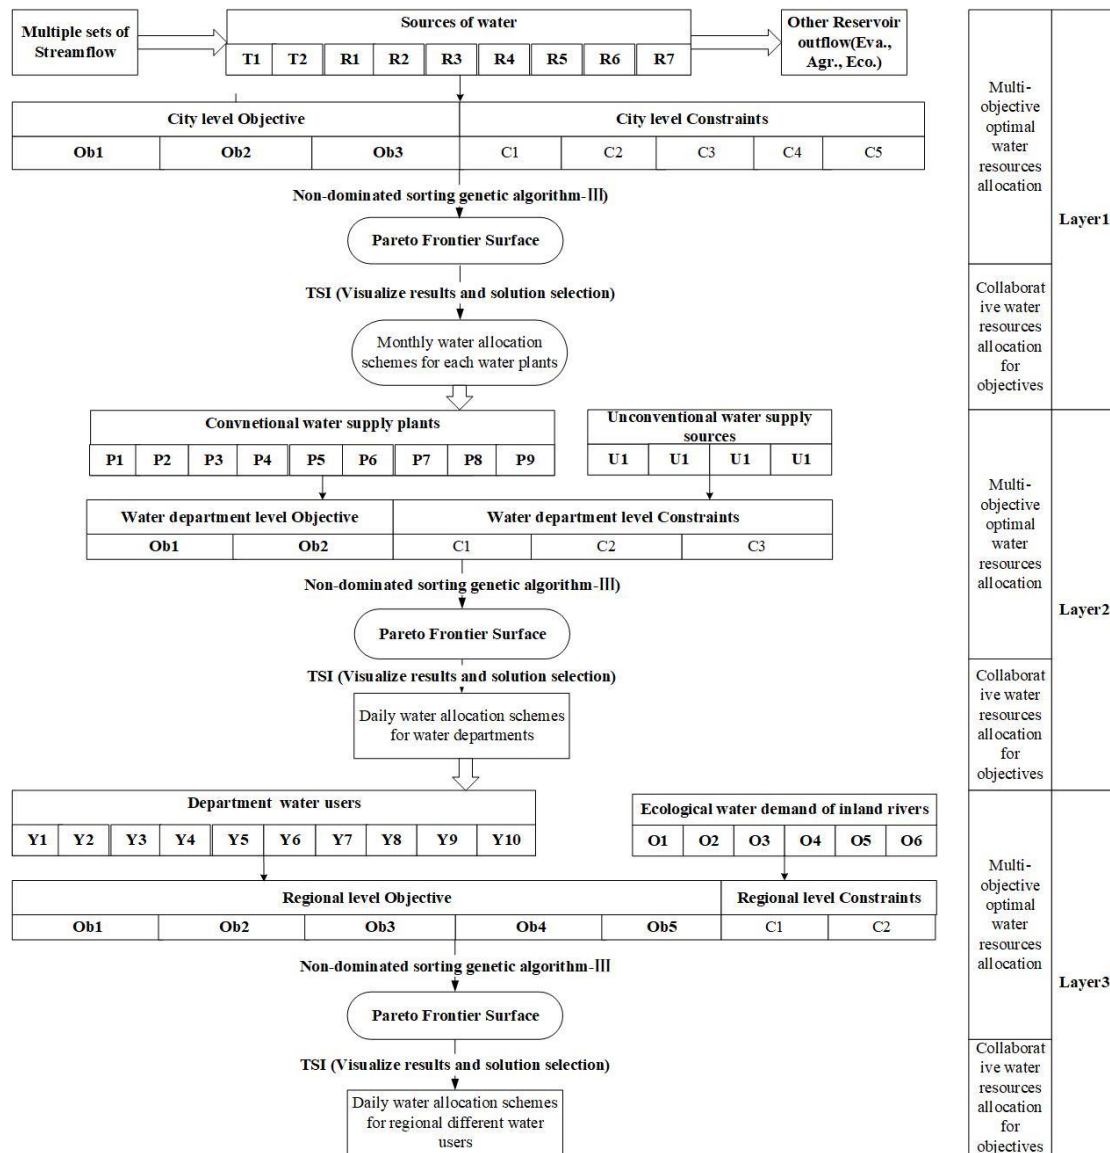 Multiple sets of
Streamflow
Sources of water
T1 T2 R1 R2 R3 R4 R5 R6 R7
Other Reservoir
outflow(Eva.,
Agr., Eco.)
City level Objective
City level Constraints
Ob1 Ob2 Ob3 C1 C2 C3 C4 C5
Non-dominated sorting genetic algorithm-III)
Pareto Frontier Surface
TSI (Visualize results and solution selection)
Monthly water allocation
schemes for each water plants
Multi-
objective
optimal
water
resources
allocation
Collaborat
ive water
resources
allocation
for
objectives
Layer1
Convnetional water supply plants
P1 P2 P3 P4 P5 P6 P7 P8 P9
Unconventional water supply
sources
U1 U1 U1 U1
Water department level Objective
Water department level Constraints
Ob1 Ob2 C1 C2 C3
Non-dominated sorting genetic algorithm-III)
Pareto Frontier Surface
TSI (Visualize results and solution selection)
Daily water allocation schemes
for water departments
Multi-
objective
optimal
water
resources
allocation
Collaborat
ive water
resources
allocation
for
objectives
Layer2
Department water users
Y1 Y2 Y3 Y4 Y5 Y6 Y7 Y8 Y9 Y10
Ecological water demand of inland rivers
O1 O2 O3 O4 O5 O6
Regional level Objective
Regional level Constraints
Ob1 Ob2 Ob3 Ob4 Ob5 C1 C2
Non-dominated sorting genetic algorithm-III
Pareto Frontier Surface
TSI (Visualize results and solution selection)
Daily water allocation schemes
for regional different water
users
Multi-
objective
optimal
water
resources
allocation
Collaborat
ive water
resources
allocation
for
objectives
Layer3